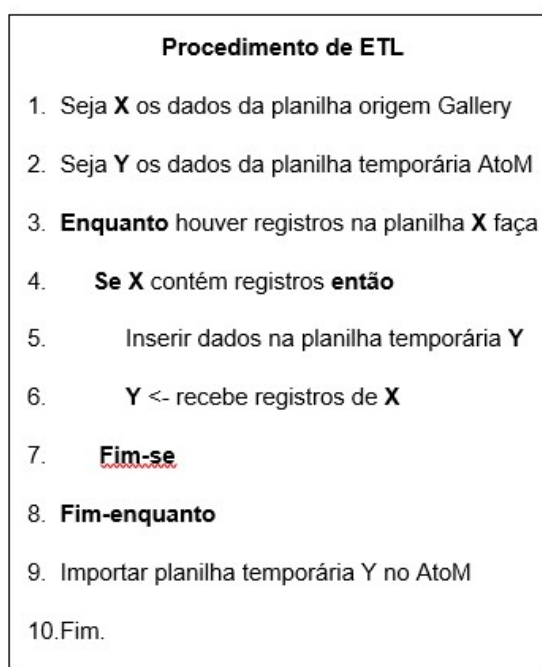 Procedimento de ETL
1. Seja X os dados da planilha origem Gallery
2. Seja Y os dados da planilha temporária AtoM
3. Enquanto houver registros na planilha X faça
4. Se X contém registros então
5. Inserir dados na planilha temporária Y
6. Y <- recebe registros de X
7. Fim-se
8. Fim-enquanto
9. Importar planilha temporária Y no AtoM
10.Fim.